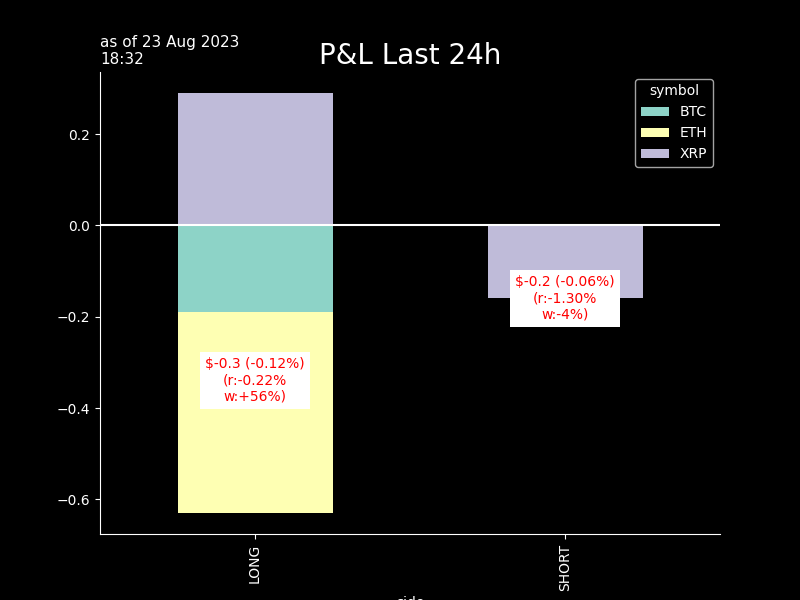 as of 23 Aug 2023
18:32
P&L Last 24h
symbol
BTC
ETH
XRP
0.2
0.0
−0.2
−0.4
−0.6
$-0.3 (-0.12%)
(r:-0.22%
w:+56%)
$-0.2 (-0.06%)
(r:-1.30%
w:-4%)
LONG
SHORT